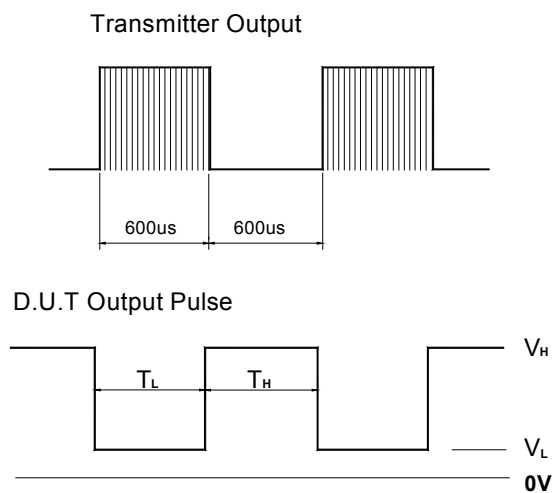 Transmitter Output
600us 600us
D.U.T Output Pulse
VH
TL TH
VL
0V